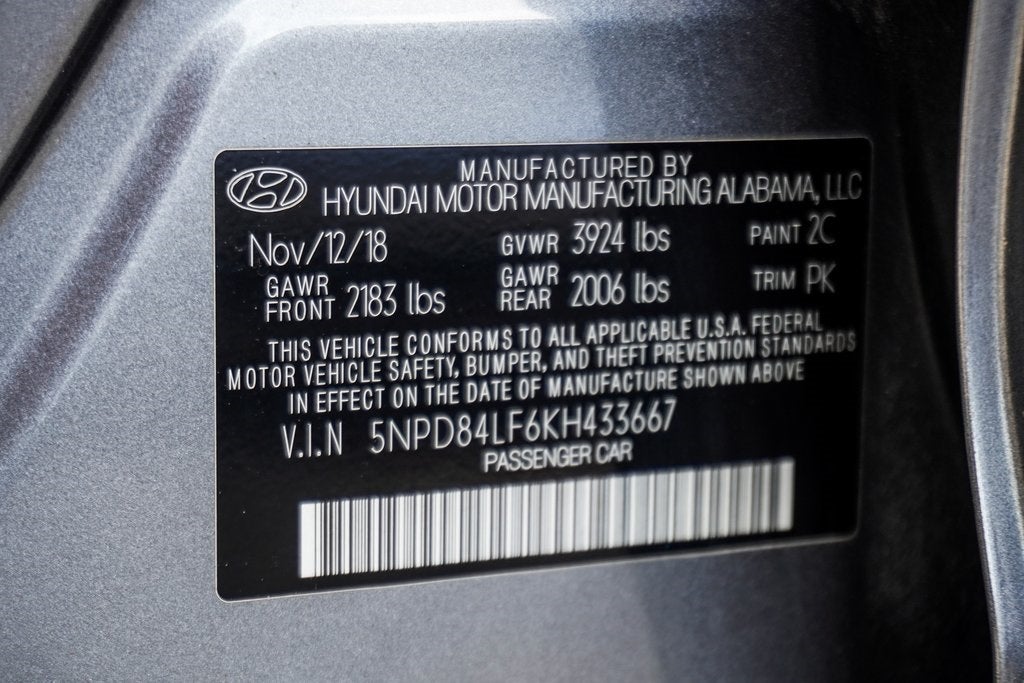 MANUFACTURED BY
HYUNDAI MOTOR MANUFACTURING ALABAMA, LLC
Nov/12/18 GVWR 3924 lbs PAINT 2C
GAWR FRONT 2183 lbs GAWR REAR 2006 lbs TRIM PK
THIS VEHICLE CONFORMS TO ALL APPLICABLE U.S.A. FEDERAL
MOTOR VEHICLE SAFETY, BUMPER, AND THEFT PREVENTION STANDARDS
IN EFFECT ON THE DATE OF MANUFACTURE SHOWN ABOVE
V.I.N 5NPD84LF6KH433667
PASSENGER CAR